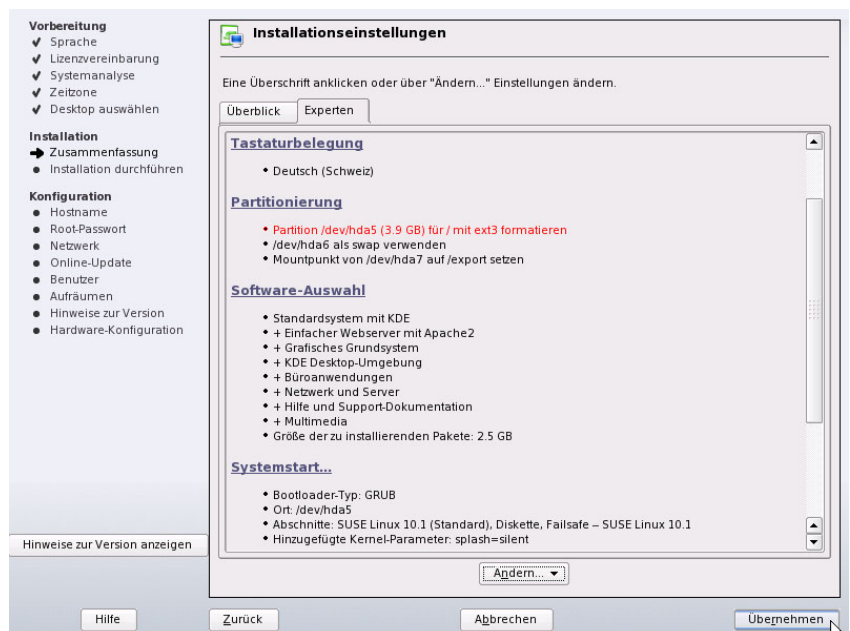 Vorbereitung
Sprache
Lizenzvereinbarung
Systemanalyse
Zeitzone
Desktop auswählen
Installation
Zusammenfassung
Installation durchführen
Konfiguration
Hostname
Root-Passwort
Netzwerk
Online-Update
Benutzer
Aufräumen
Hinweise zur Version
Hardware-Konfiguration
Hinweise zur Version anzeigen
Installationseinstellungen
Eine Überschrift anklicken oder über "Ändern..." Einstellungen ändern.
Überblick
Experten
Tastaturbelegung
• Deutsch (Schweiz)
Partitionierung
• Partition /dev/hda5 (3.9 GB) für / mit ext3 formatieren
• /dev/hda6 als swap verwenden
• Mountpunkt von /dev/hda7 auf /export setzen
Software-Auswahl
• Standardsystem mit KDE
• + Einfacher Webserver mit Apache2
• + Grafisches Grundsystem
• + KDE Desktop-Umgebung
• + Büroanwendungen
• + Netzwerk und Server
• + Hilfe und Support-Dokumentation
• + Multimedia
• Größe der zu installierenden Pakete: 2.5 GB
Systemstart...
• Bootloader-Typ: GRUB
• Ort: /dev/hda5
• Abschnitte: SUSE Linux 10.1 (Standard), Diskette, Failsafe – SUSE Linux 10.1
• Hinzugefügte Kernel-Parameter: splash=silent
Ändern...
Hilfe
Zurück
Abbrechen
Übernehmen